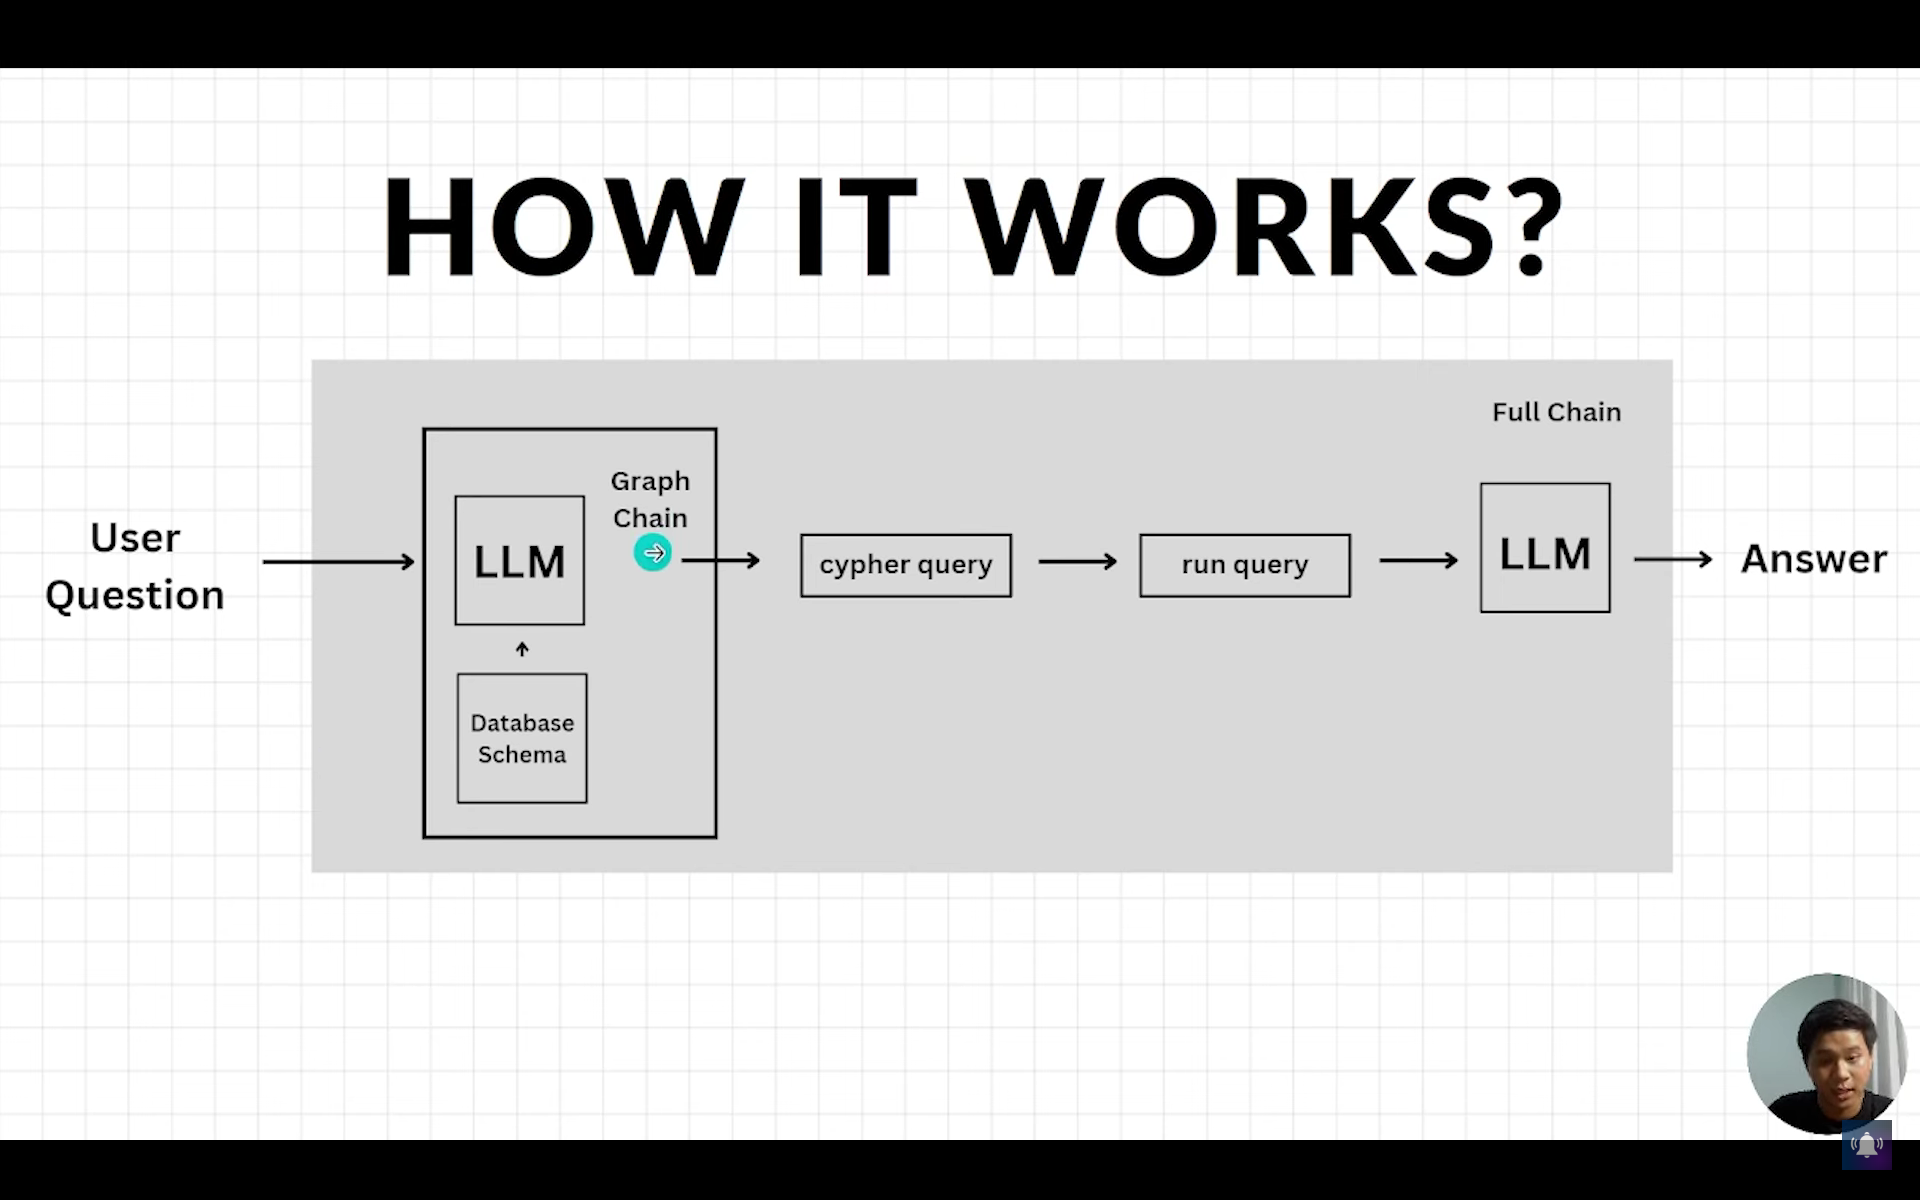 HOW IT WORKS?
Full Chain
User
Question
Graph
Chain
LLM
Database
Schema
cypher query
run query
LLM
Answer